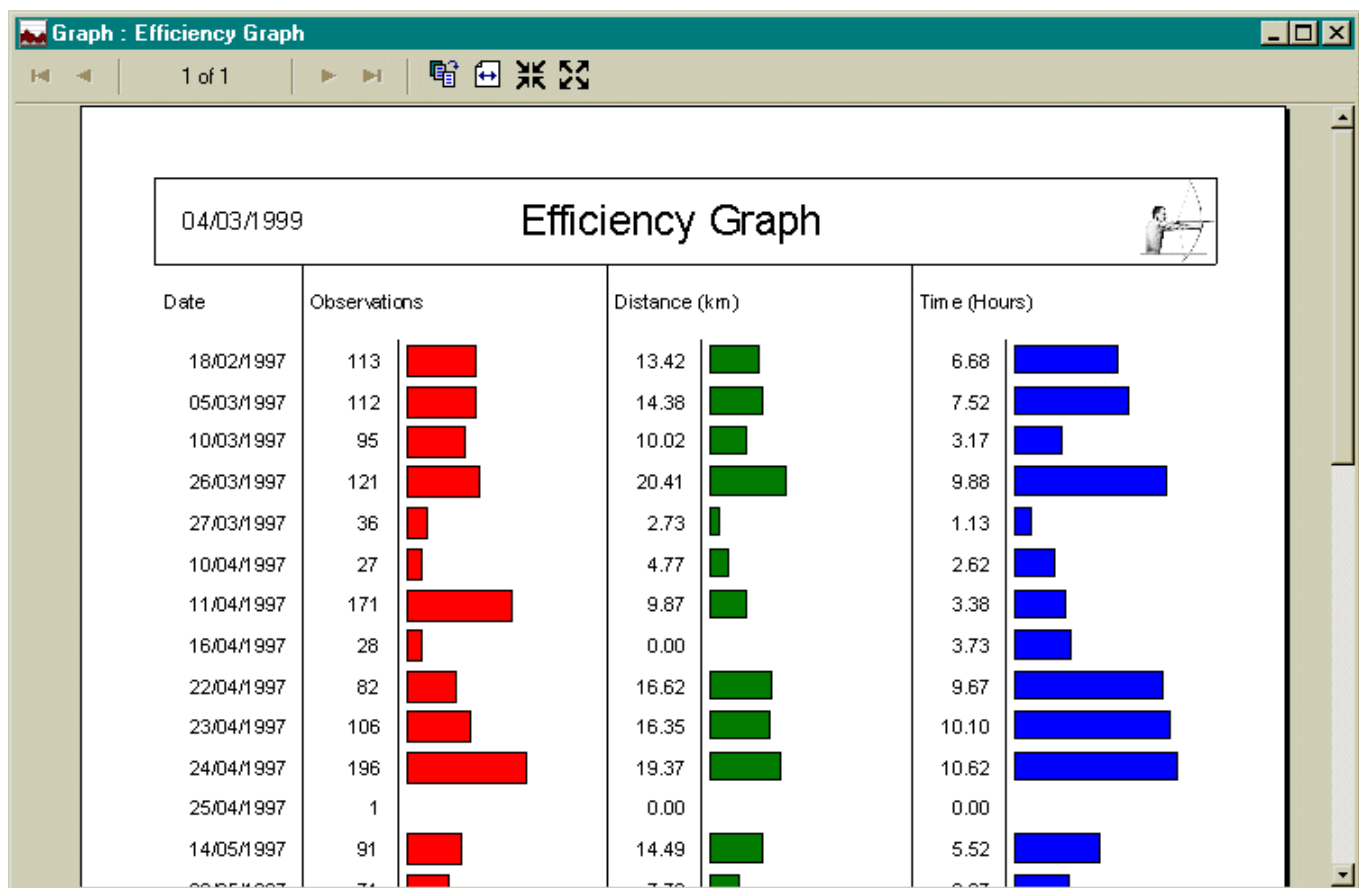 Graph : Efficiency Graph
1 of 1
04/03/1999 Efficiency Graph
Date Observations Distance (km) Time (Hours)
18/02/1997 113 13.42 6.68
05/03/1997 112 14.38 7.52
10/03/1997 95 10.02 3.17
26/03/1997 121 20.41 9.88
27/03/1997 36 2.73 1.13
10/04/1997 27 4.77 2.62
11/04/1997 171 9.87 3.38
16/04/1997 28 0.00 3.73
22/04/1997 82 16.62 9.67
23/04/1997 106 16.35 10.10
24/04/1997 196 19.37 10.62
25/04/1997 1 0.00 0.00
14/05/1997 91 14.49 5.52